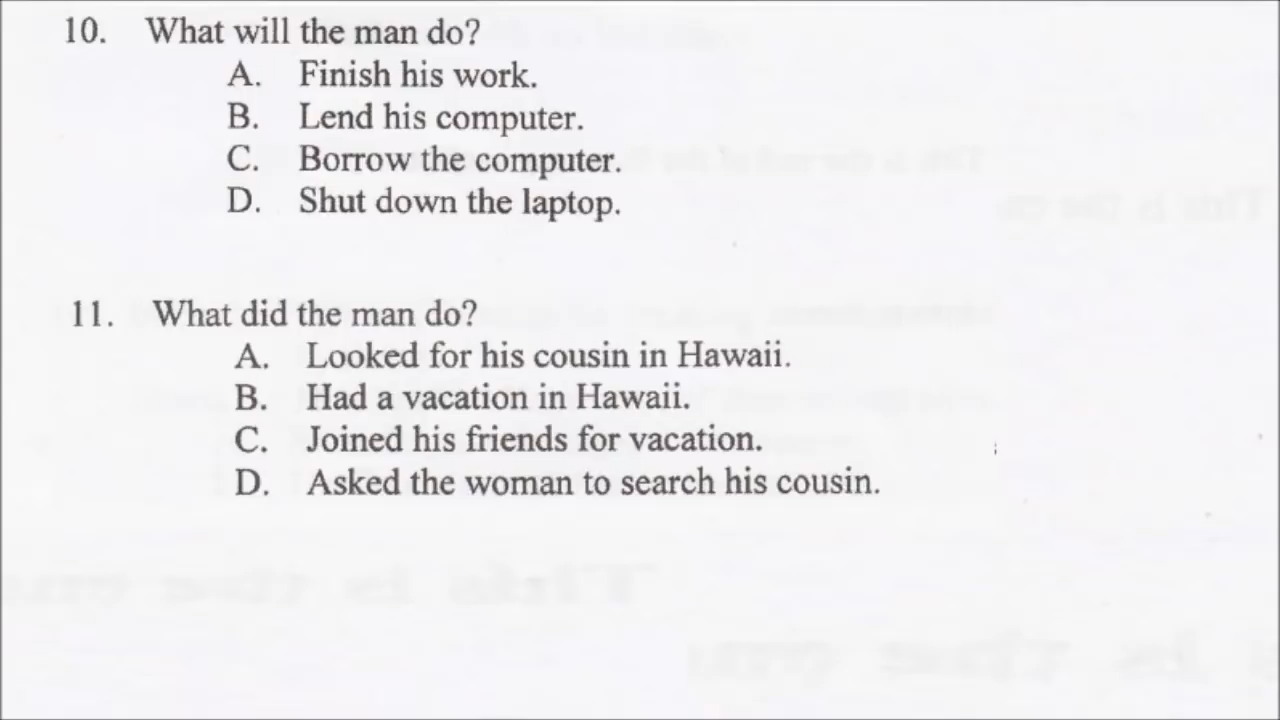 10. What will the man do?
A. Finish his work.
B. Lend his computer.
C. Borrow the computer.
D. Shut down the laptop.
11. What did the man do?
A. Looked for his cousin in Hawaii.
B. Had a vacation in Hawaii.
C. Joined his friends for vacation.
D. Asked the woman to search his cousin.